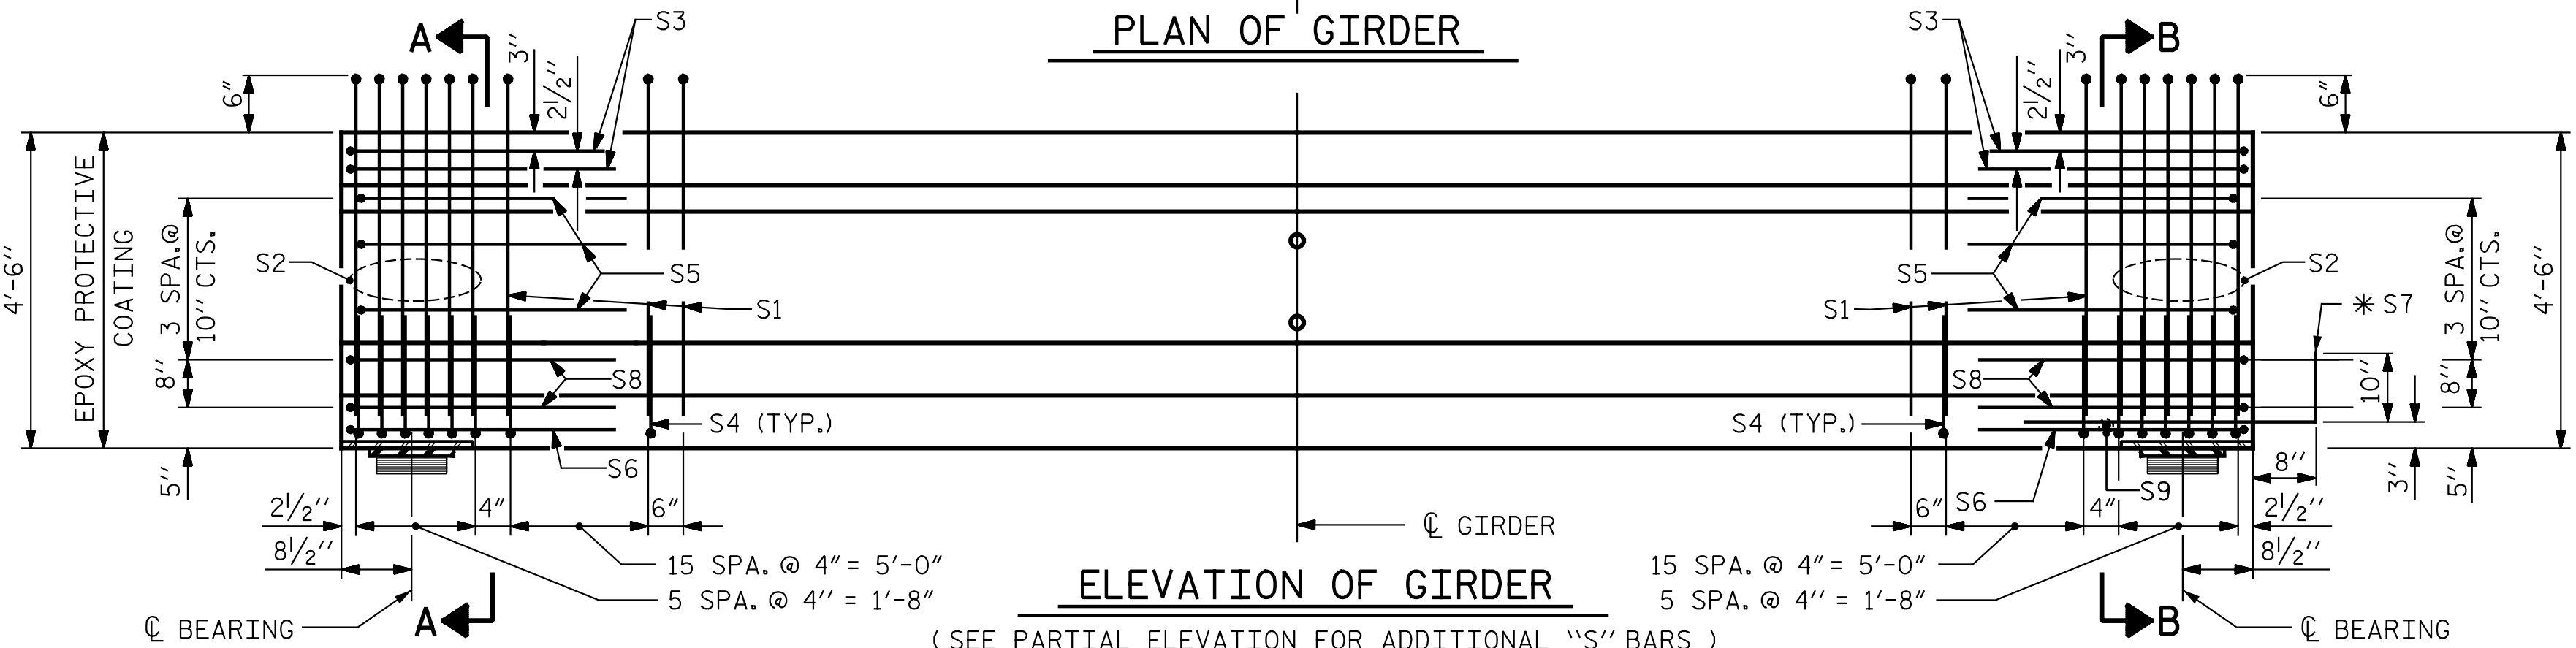 PLAN OF GIRDER
A
S3
3"
2½"
6"
S3
3"
2½"
B
6"
4'-6"
EPOXY PROTECTIVE
COATING
3 SPA.@
10" CTS.
S2
S5
S1
8"
S8
S4 (TYP.)
S6
5"
2½"
4"
6"
8½"
15 SPA. @ 4" = 5'-0"
5 SPA. @ 4" = 1'-8"
℄ BEARING
A
℄ GIRDER
S5
S1
S2
✳ S7
3 SPA.@
10" CTS.
4'-6"
S8
S4 (TYP.)
10"
8"
S6
S9
8"
3"
5"
6"
4"
2½"
8½"
15 SPA. @ 4" = 5'-0"
5 SPA. @ 4" = 1'-8"
B
℄ BEARING
ELEVATION OF GIRDER
( SEE PARTIAL ELEVATION FOR ADDITIONAL "S" BARS )